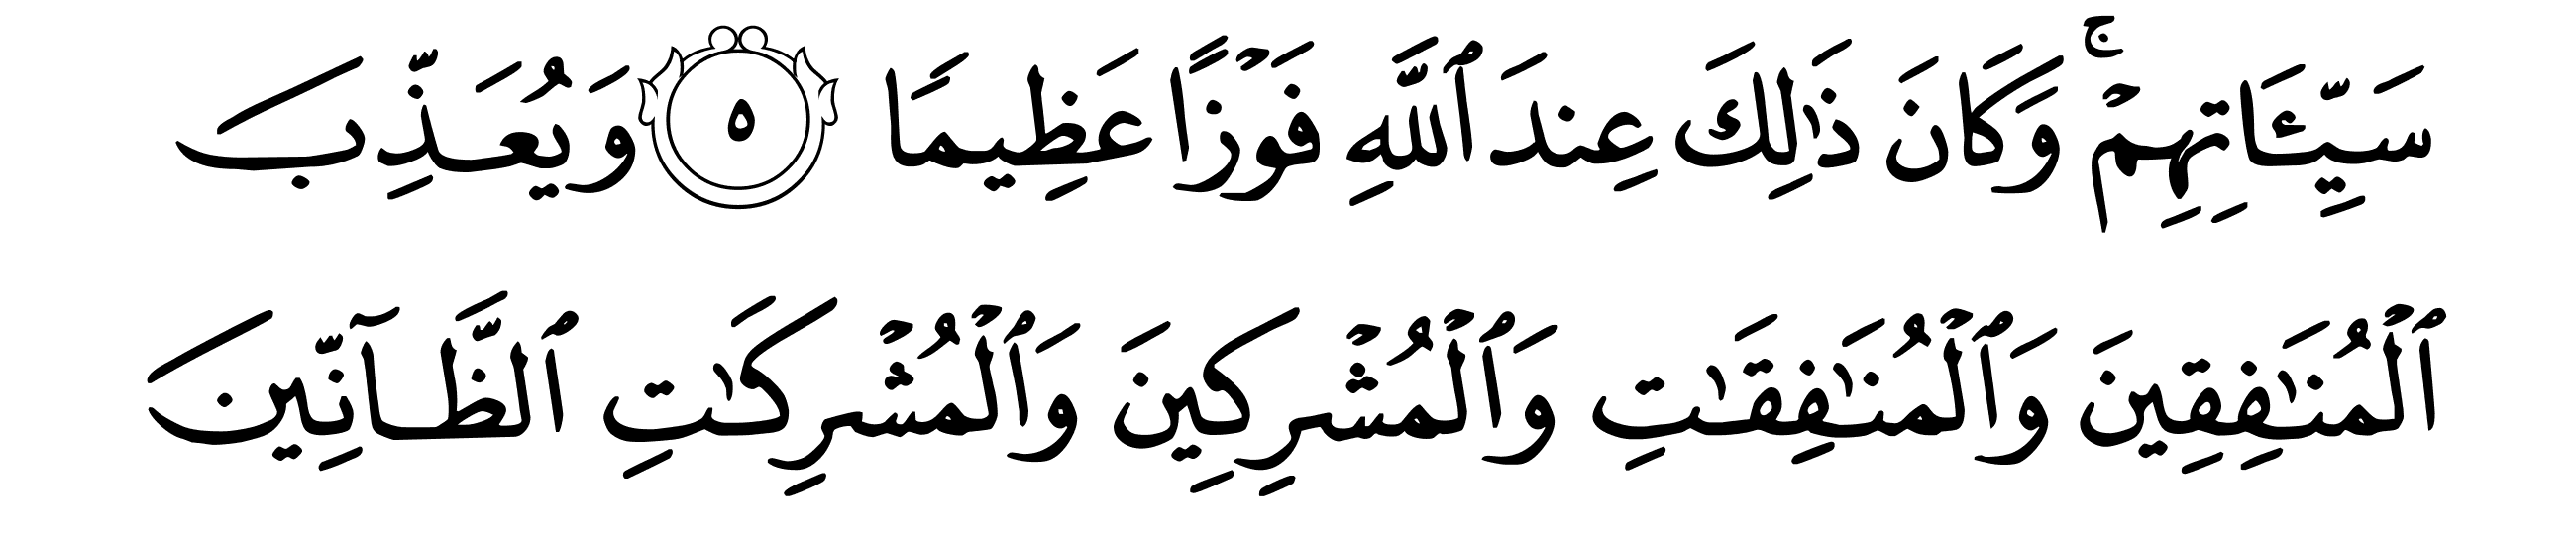 سَيِّـَٔاتِهِمۡۚ وَكَانَ ذَٰلِكَ عِندَ ٱللَّهِ فَوۡزًا عَظِيمًا ٥ وَيُعَذِّبَ
ٱلۡمُنَٰفِقِينَ وَٱلۡمُنَٰفِقَٰتِ وَٱلۡمُشۡرِكِينَ وَٱلۡمُشۡرِكَٰتِ ٱلظَّآنِّينَ